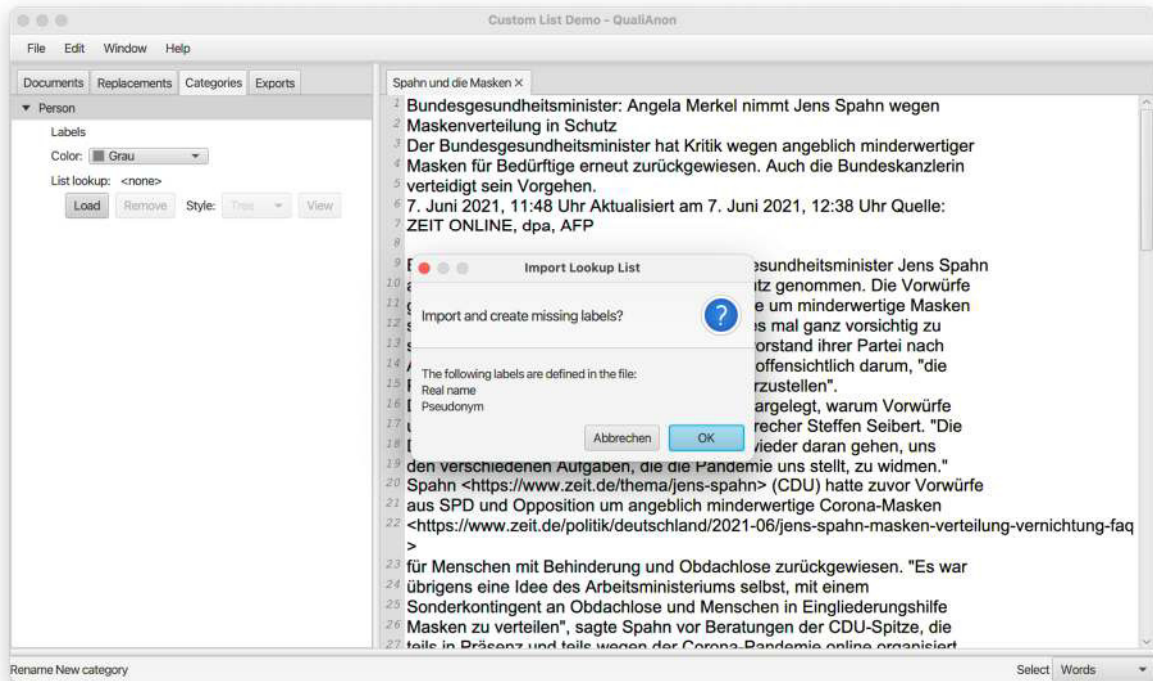 Custom List Demo - QualiAnon
File Edit Window Help
Documents Replacements Categories Exports
Person
Labels
Color: Grau
List lookup: <none>
Load Remove Style: Tree View
Spahn und die Masken ×
1 Bundesgesundheitsminister: Angela Merkel nimmt Jens Spahn wegen
2 Maskenverteilung in Schutz
3 Der Bundesgesundheitsminister hat Kritik wegen angeblich minderwertiger
4 Masken für Bedürftige erneut zurückgewiesen. Auch die Bundeskanzlerin
5 verteidigt sein Vorgehen.
6 7. Juni 2021, 11:48 Uhr Aktualisiert am 7. Juni 2021, 12:38 Uhr Quelle:
7 ZEIT ONLINE, dpa, AFP
8
9 esundheitsminister Jens Spahn
10 tz genommen. Die Vorwürfe
11 e um minderwertige Masken
12 es mal ganz vorsichtig zu
13 orstand ihrer Partei nach
14 offensichtlich darum, "die
15 rzustellen".
16 argelegt, warum Vorwürfe
17 recher Steffen Seibert. "Die
18 vieder daran gehen, uns
19 den verschiedenen Aufgaben, die die Pandemie uns stellt, zu widmen."
20 Spahn <https://www.zeit.de/thema/jens-spahn> (CDU) hatte zuvor Vorwürfe
21 aus SPD und Opposition um angeblich minderwertige Corona-Masken
22 <https://www.zeit.de/politik/deutschland/2021-06/jens-spahn-masken-verteilung-vernichtung-faq
>
23 für Menschen mit Behinderung und Obdachlose zurückgewiesen. "Es war
24 übrigens eine Idee des Arbeitsministeriums selbst, mit einem
25 Sonderkontingent an Obdachlose und Menschen in Eingliederungshilfe
26 Masken zu verteilen", sagte Spahn vor Beratungen der CDU-Spitze, die
27 teils in Präsenz und teils wegen der Corona-Pandemie online organisiert
Import Lookup List
Import and create missing labels?
?
The following labels are defined in the file:
Real name
Pseudonym
Abbrechen OK
Rename New category
Select Words